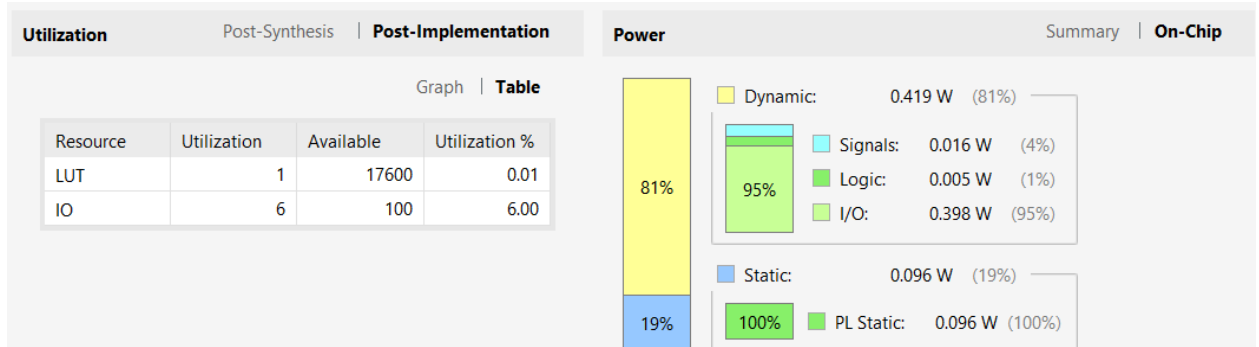 Utilization Post-Synthesis | Post-Implementation
Graph | Table
Resource Utilization Available Utilization %
LUT 1 17600 0.01
IO 6 100 6.00
Power Summary | On-Chip
81%
19%
Dynamic: 0.419 W (81%)
95%
Signals: 0.016 W (4%)
Logic: 0.005 W (1%)
I/O: 0.398 W (95%)
Static: 0.096 W (19%)
100%
PL Static: 0.096 W (100%)